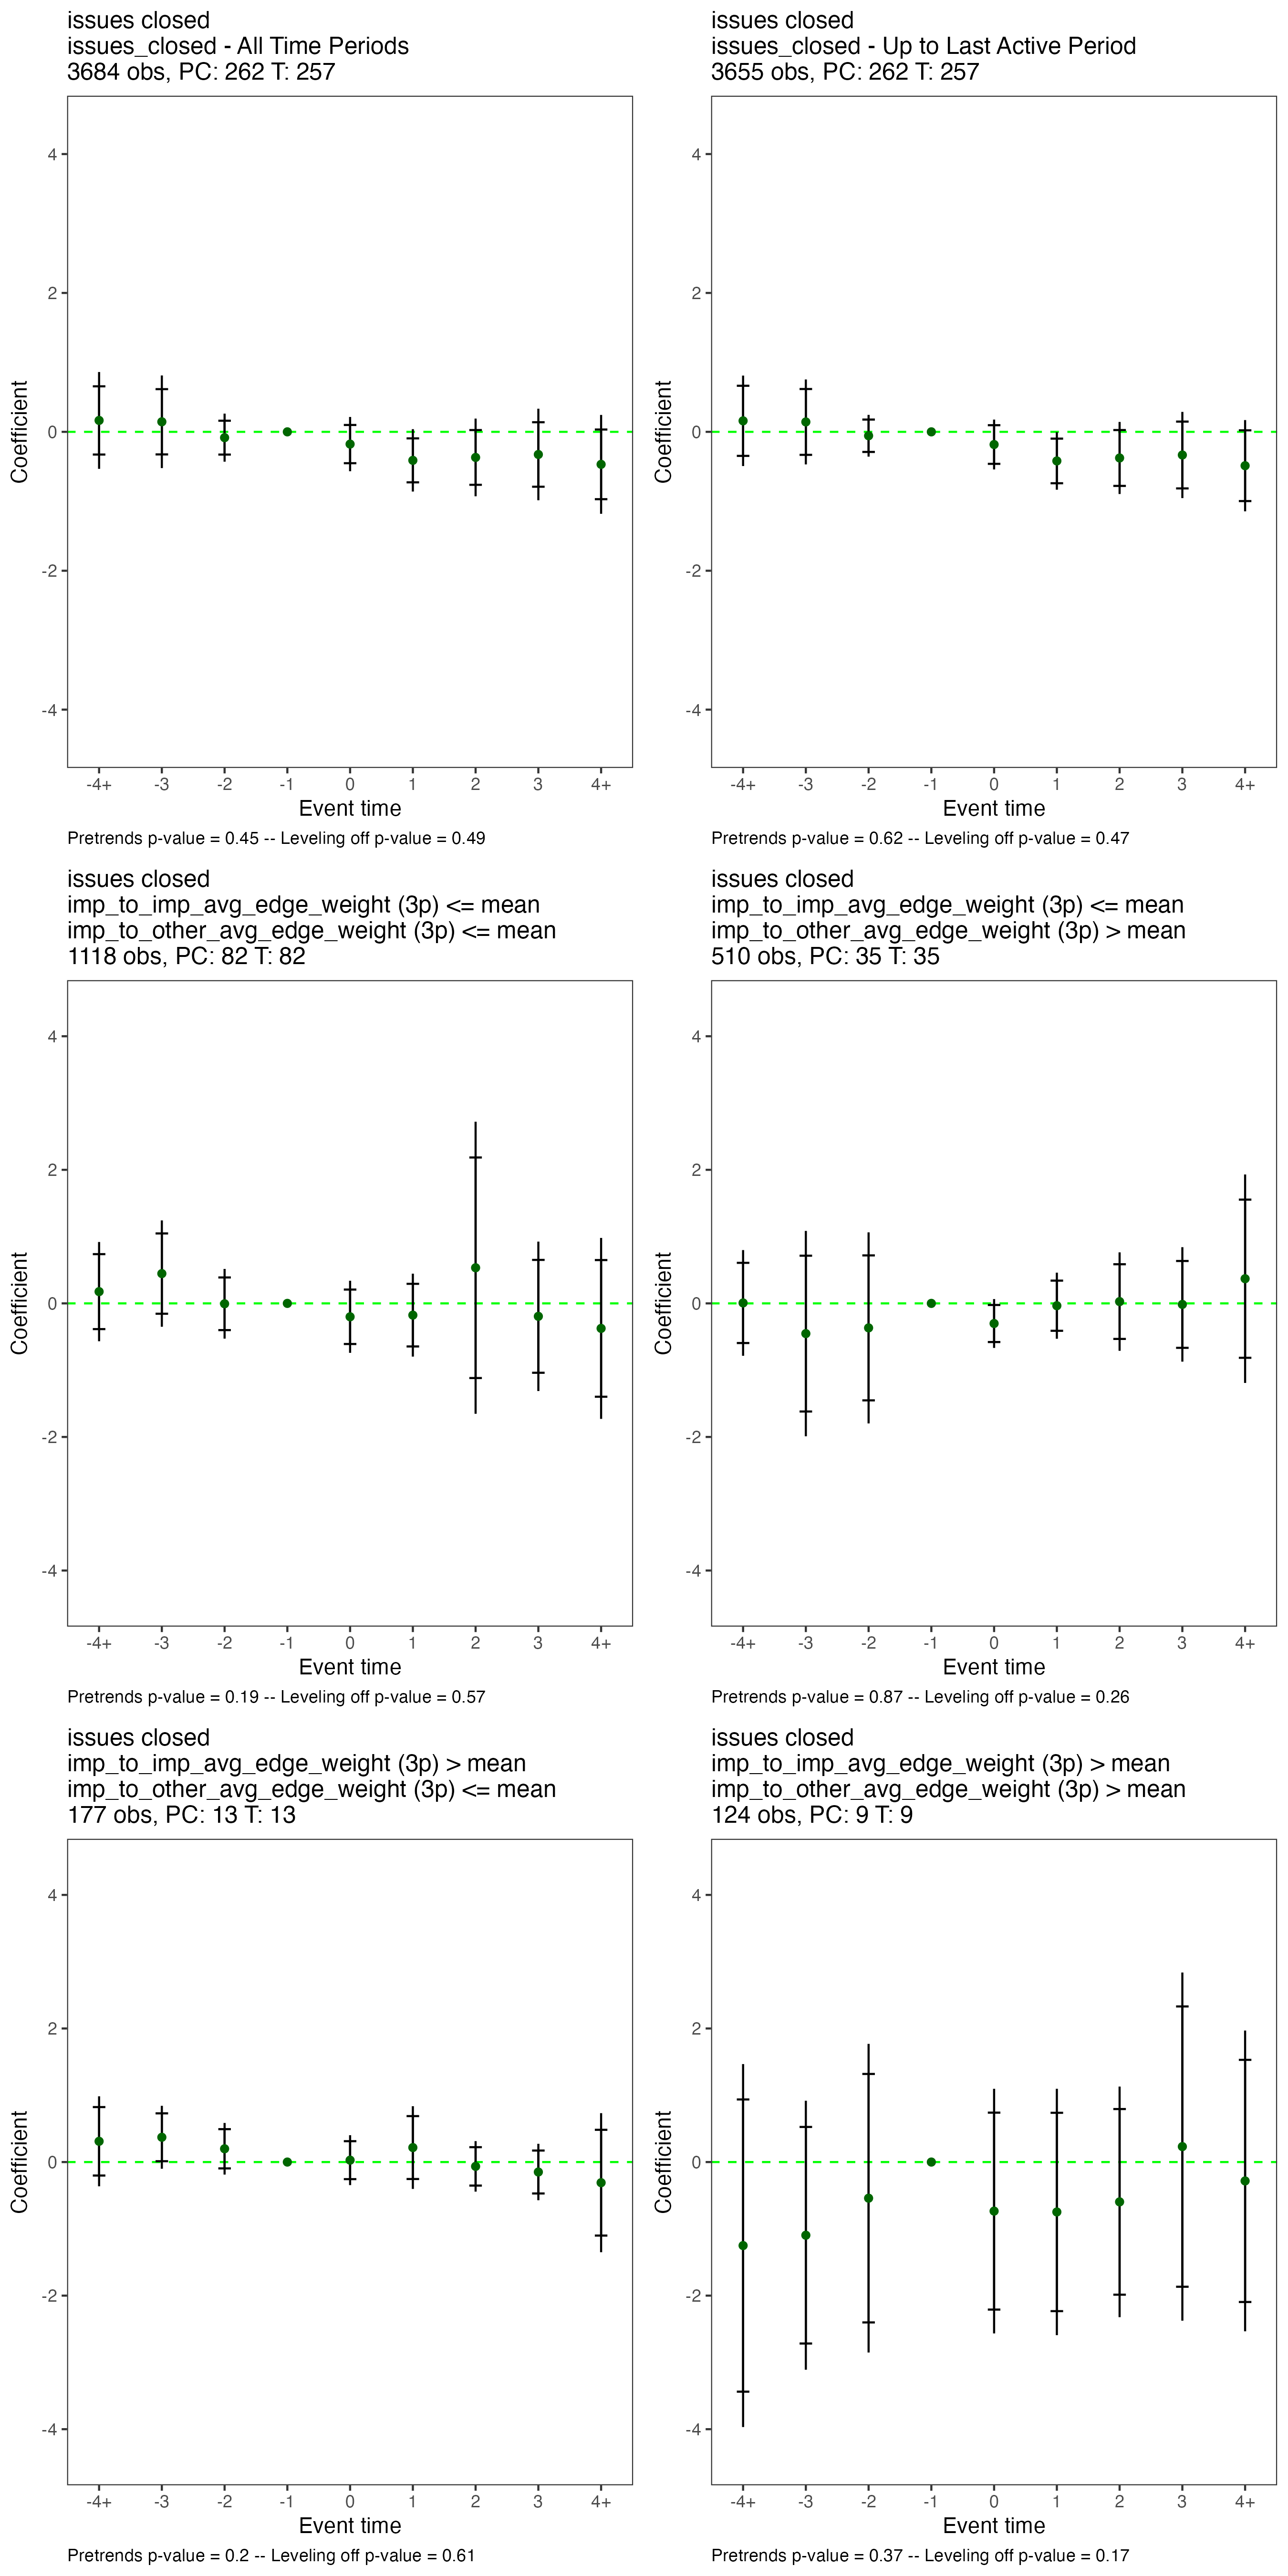 issues closed
issues_closed - All Time Periods
3684 obs, PC: 262 T: 257
4
2
0
-2
-4
Coefficient
-4+ -3 -2 -1 0 1 2 3 4+
Event time
Pretrends p-value = 0.45 -- Leveling off p-value = 0.49
issues closed
issues_closed - Up to Last Active Period
3655 obs, PC: 262 T: 257
4
2
0
-2
-4
Coefficient
-4+ -3 -2 -1 0 1 2 3 4+
Event time
Pretrends p-value = 0.62 -- Leveling off p-value = 0.47
issues closed
imp_to_imp_avg_edge_weight (3p) <= mean
imp_to_other_avg_edge_weight (3p) <= mean
1118 obs, PC: 82 T: 82
4
2
0
-2
-4
Coefficient
-4+ -3 -2 -1 0 1 2 3 4+
Event time
Pretrends p-value = 0.19 -- Leveling off p-value = 0.57
issues closed
imp_to_imp_avg_edge_weight (3p) <= mean
imp_to_other_avg_edge_weight (3p) > mean
510 obs, PC: 35 T: 35
4
2
0
-2
-4
Coefficient
-4+ -3 -2 -1 0 1 2 3 4+
Event time
Pretrends p-value = 0.87 -- Leveling off p-value = 0.26
issues closed
imp_to_imp_avg_edge_weight (3p) > mean
imp_to_other_avg_edge_weight (3p) <= mean
177 obs, PC: 13 T: 13
4
2
0
-2
-4
Coefficient
-4+ -3 -2 -1 0 1 2 3 4+
Event time
Pretrends p-value = 0.2 -- Leveling off p-value = 0.61
issues closed
imp_to_imp_avg_edge_weight (3p) > mean
imp_to_other_avg_edge_weight (3p) > mean
124 obs, PC: 9 T: 9
4
2
0
-2
-4
Coefficient
-4+ -3 -2 -1 0 1 2 3 4+
Event time
Pretrends p-value = 0.37 -- Leveling off p-value = 0.17